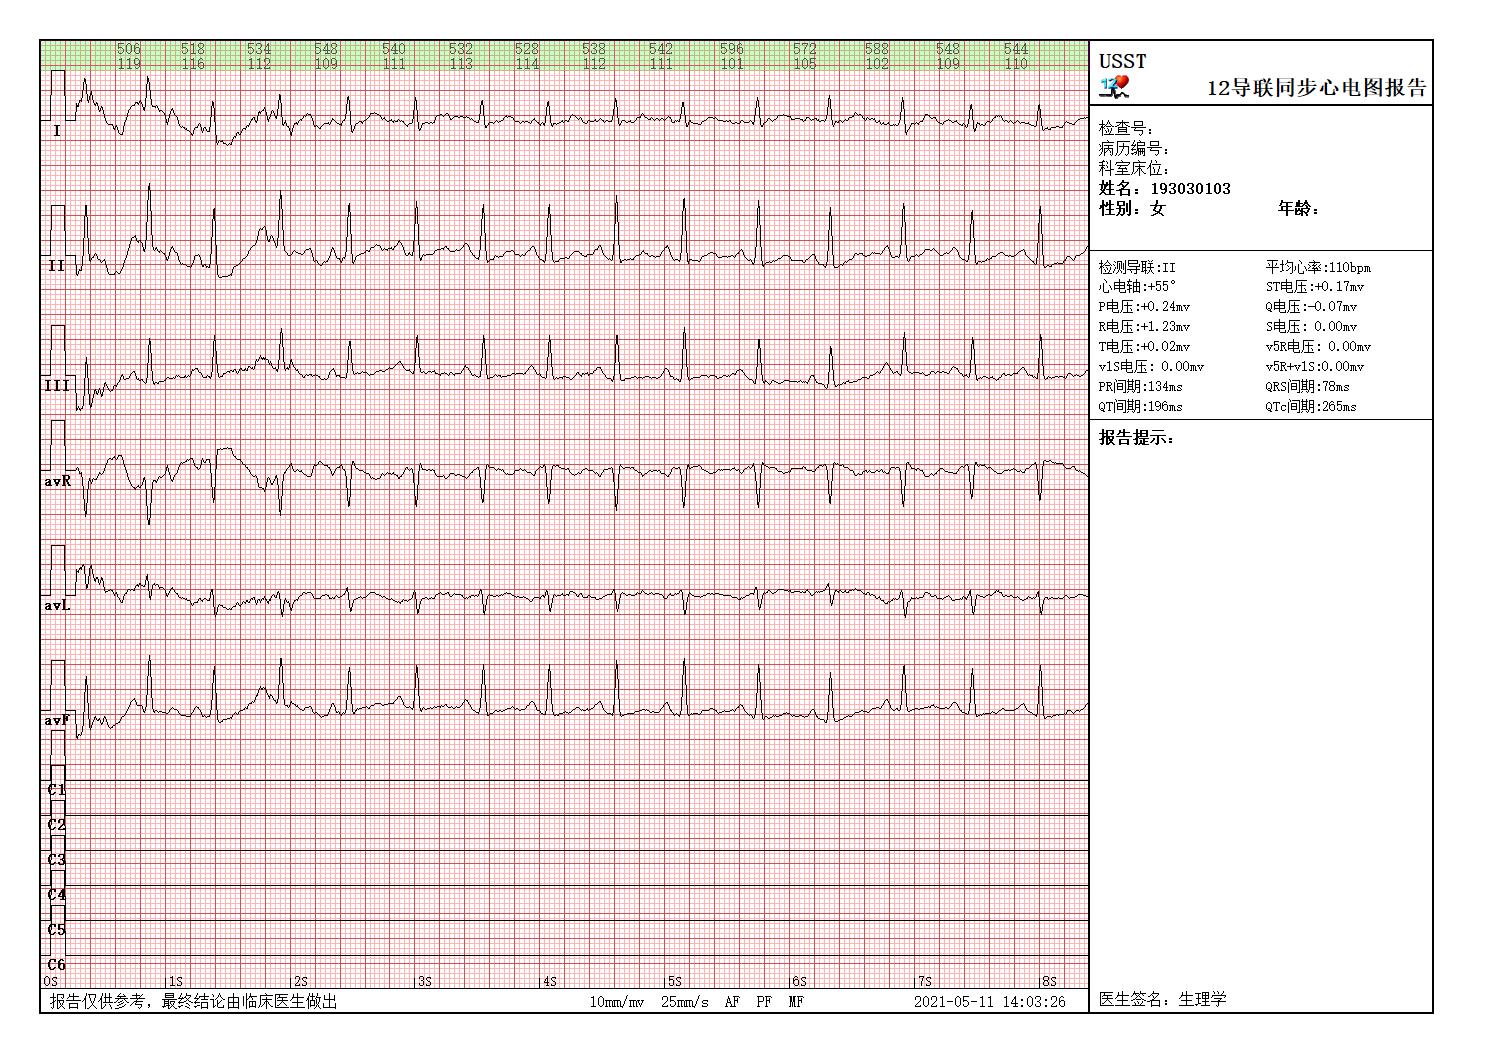 506 518 534 548 540 532 528 538 542 596 572 588 548 544
119 116 112 109 111 113 114 112 111 101 105 102 109 110
I
II
III
avR
avL
avF
C1
C2
C3
C4
C5
C6
0S 1S 2S 3S 4S 5S 6S 7S 8S
报告仅供参考，最终结论由临床医生做出 10mm/mv 25mm/s AF PF MF 2021-05-11 14:03:26
USST
12
12导联同步心电图报告
检查号：
病历编号：
科室床位：
姓名：193030103
性别：女 年龄：
检测导联:II 平均心率:110bpm
心电轴:+55° ST电压:+0.17mv
P电压:+0.24mv Q电压:-0.07mv
R电压:+1.23mv S电压: 0.00mv
T电压:+0.02mv v5R电压: 0.00mv
v1S电压: 0.00mv v5R+v1S:0.00mv
PR间期:134ms QRS间期:78ms
QT间期:196ms QTc间期:265ms
报告提示：
医生签名：生理学